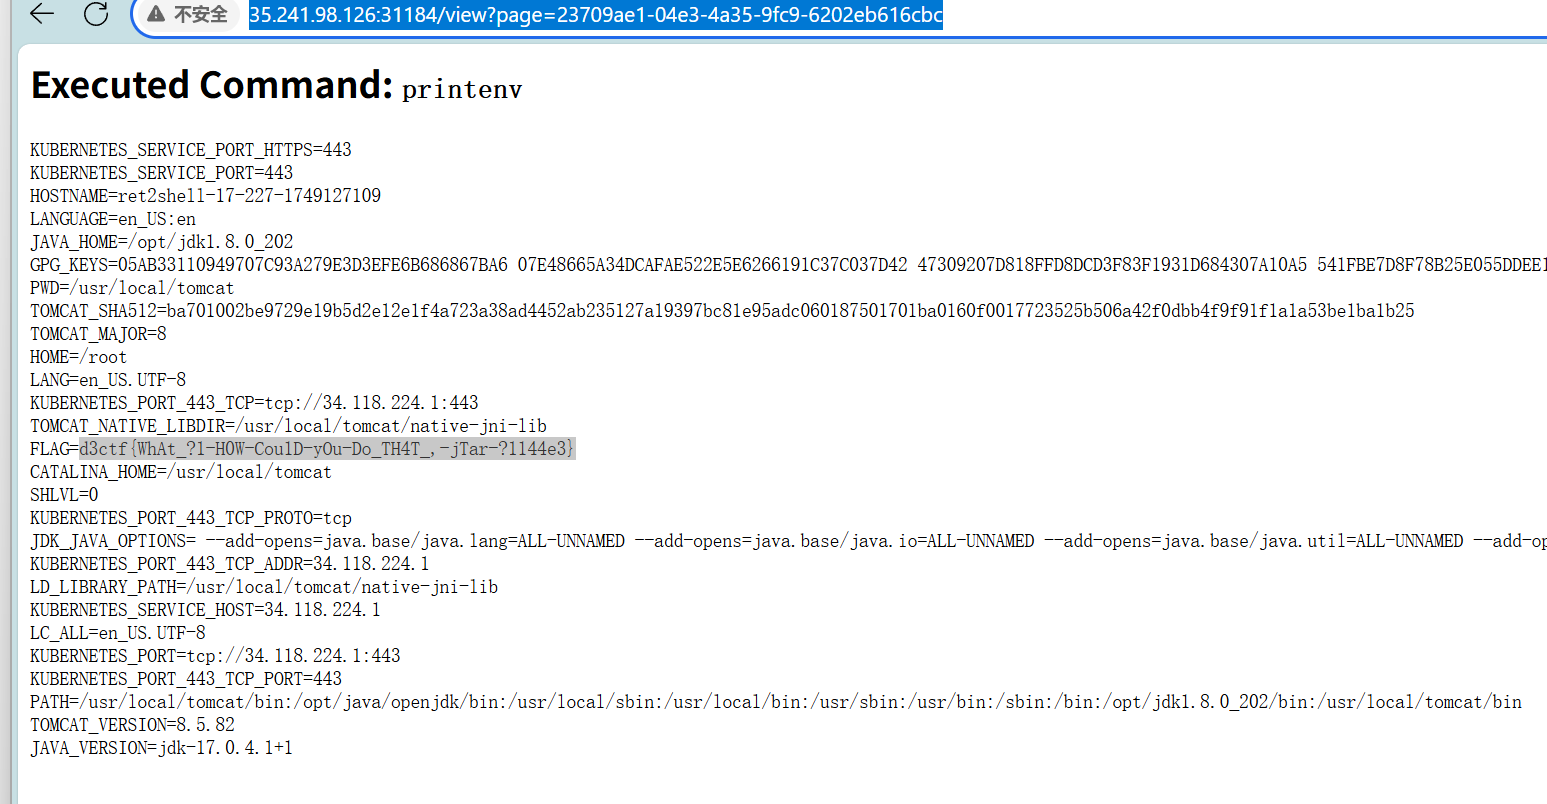 不安全 35.241.98.126:31184/view?page=23709ae1-04e3-4a35-9fc9-6202eb616cbc
Executed Command: printenv
KUBERNETES_SERVICE_PORT_HTTPS=443
KUBERNETES_SERVICE_PORT=443
HOSTNAME=ret2shell-17-227-1749127109
LANGUAGE=en_US:en
JAVA_HOME=/opt/jdk1.8.0_202
GPG_KEYS=05AB33110949707C93A279E3D3EFE6B686867BA6 07E48665A34DCAFAE522E5E6266191C37C037D42 47309207D818FFD8DCD3F83F1931D684307A10A5 541FBE7D8F78B25E055DDEE1
PWD=/usr/local/tomcat
TOMCAT_SHA512=ba701002be9729e19b5d2e12e1f4a723a38ad4452ab235127a19397bc81e95adc060187501701ba0160f0017723525b506a42f0dbb4f9f91f1a1a53be1ba1b25
TOMCAT_MAJOR=8
HOME=/root
LANG=en_US.UTF-8
KUBERNETES_PORT_443_TCP=tcp://34.118.224.1:443
TOMCAT_NATIVE_LIBDIR=/usr/local/tomcat/native-jni-lib
FLAG=d3ctf{WhAt_?1-H0W-Cou1D-yOu-Do_TH4T_,-jTar-?1144e3}
CATALINA_HOME=/usr/local/tomcat
SHLVL=0
KUBERNETES_PORT_443_TCP_PROTO=tcp
JDK_JAVA_OPTIONS= --add-opens=java.base/java.lang=ALL-UNNAMED --add-opens=java.base/java.io=ALL-UNNAMED --add-opens=java.base/java.util=ALL-UNNAMED --add-op
KUBERNETES_PORT_443_TCP_ADDR=34.118.224.1
LD_LIBRARY_PATH=/usr/local/tomcat/native-jni-lib
KUBERNETES_SERVICE_HOST=34.118.224.1
LC_ALL=en_US.UTF-8
KUBERNETES_PORT=tcp://34.118.224.1:443
KUBERNETES_PORT_443_TCP_PORT=443
PATH=/usr/local/tomcat/bin:/opt/java/openjdk/bin:/usr/local/sbin:/usr/local/bin:/usr/sbin:/usr/bin:/sbin:/bin:/opt/jdk1.8.0_202/bin:/usr/local/tomcat/bin
TOMCAT_VERSION=8.5.82
JAVA_VERSION=jdk-17.0.4.1+1